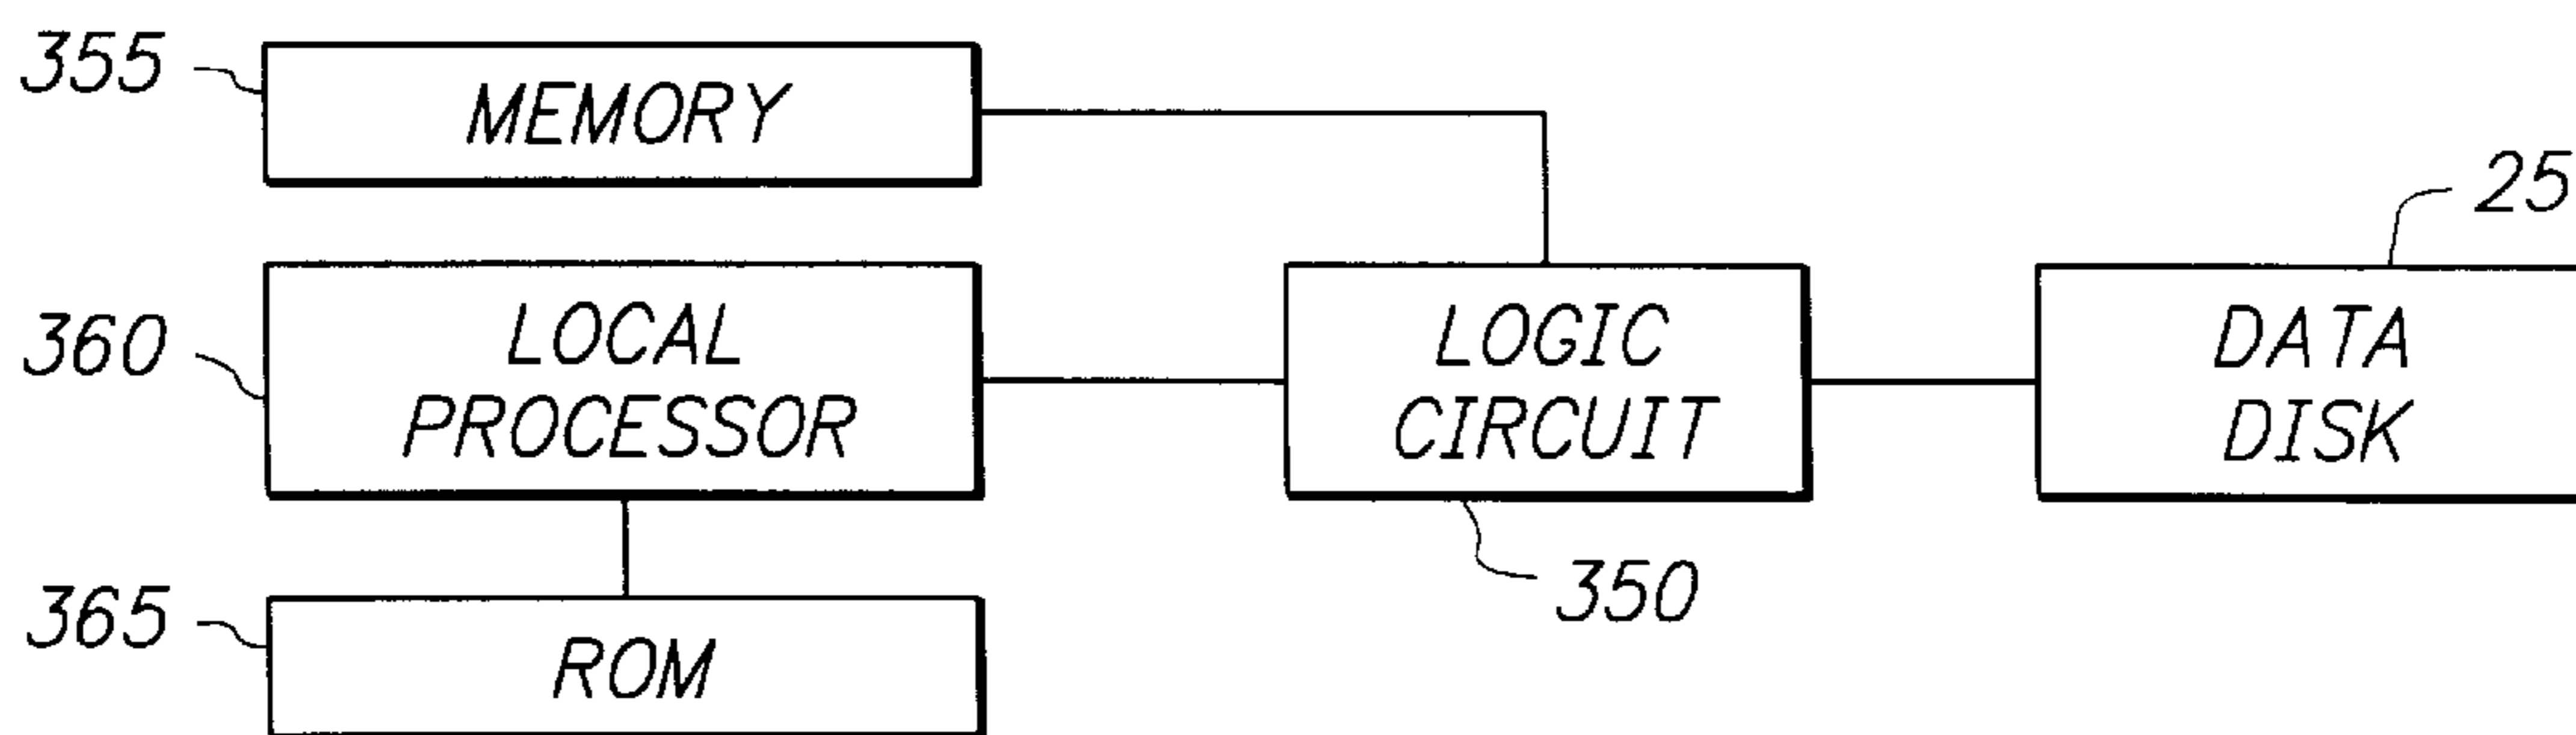 355
MEMORY
25
360
LOCAL
PROCESSOR
LOGIC
CIRCUIT
DATA
DISK
350
365
ROM